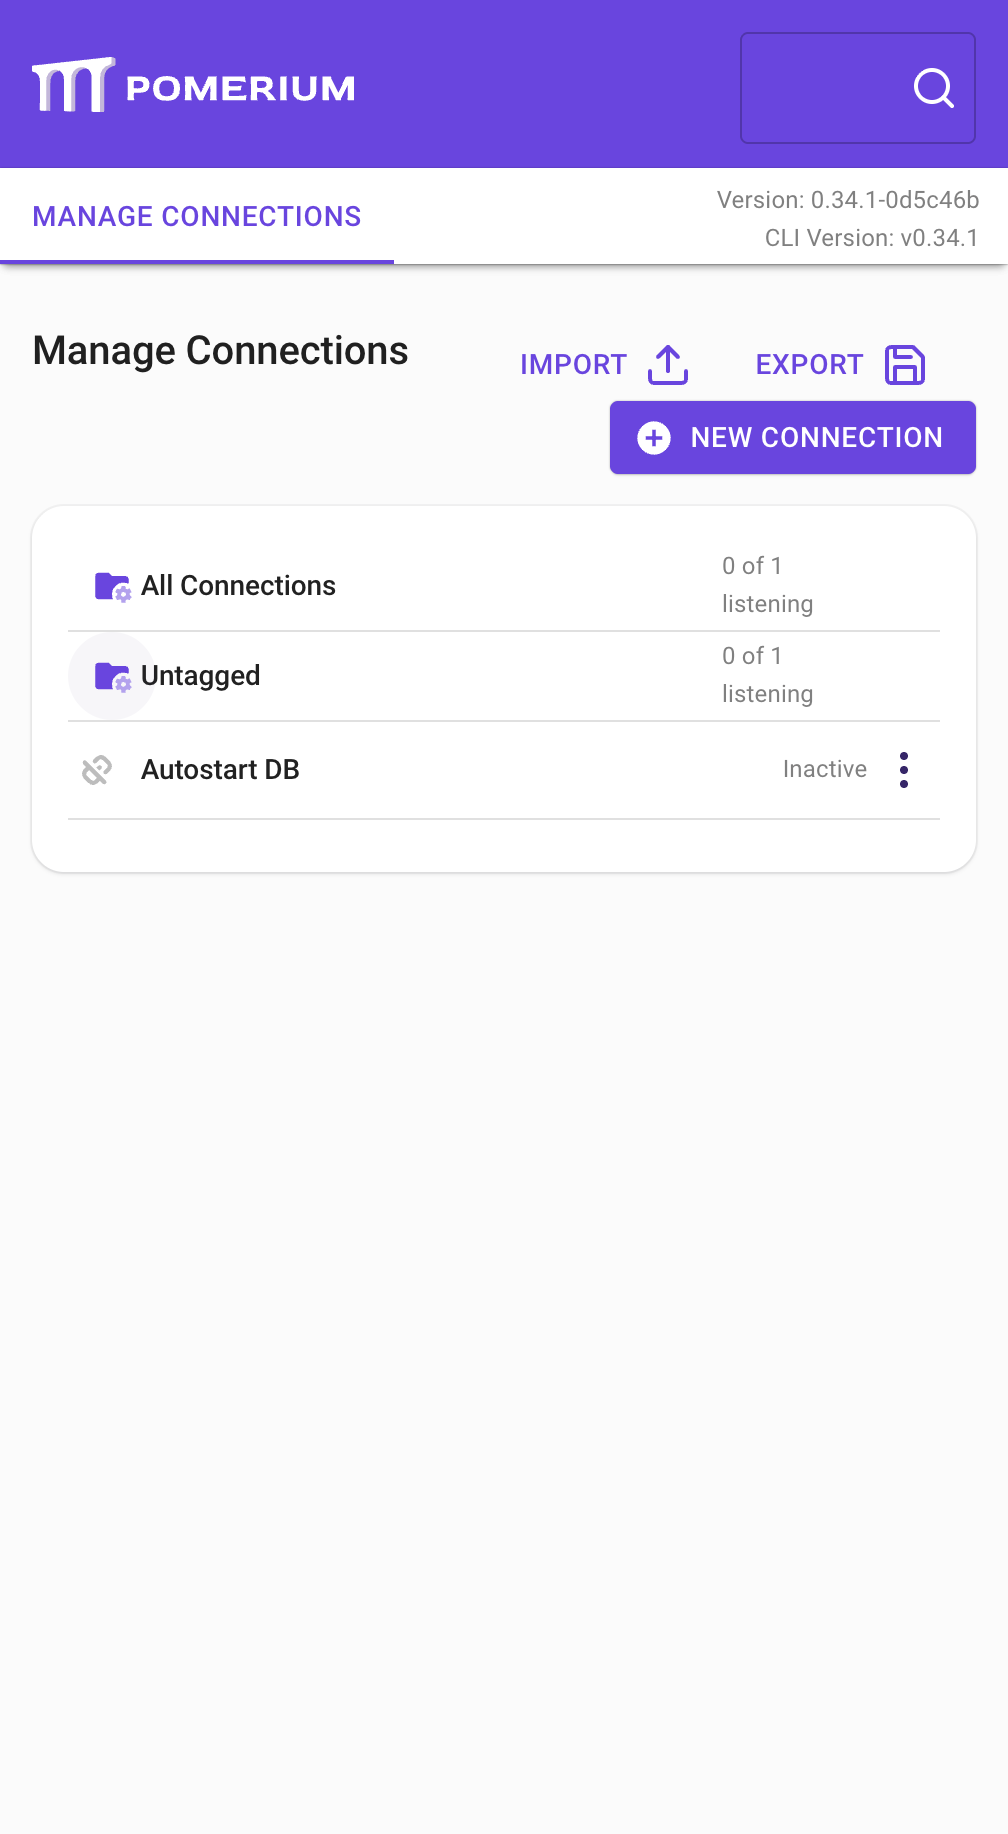 POMERIUM
MANAGE CONNECTIONS
Version: 0.34.1-0d5c46b
CLI Version: v0.34.1
Manage Connections
IMPORT
EXPORT
NEW CONNECTION
All Connections
0 of 1
listening
Untagged
0 of 1
listening
Autostart DB
Inactive